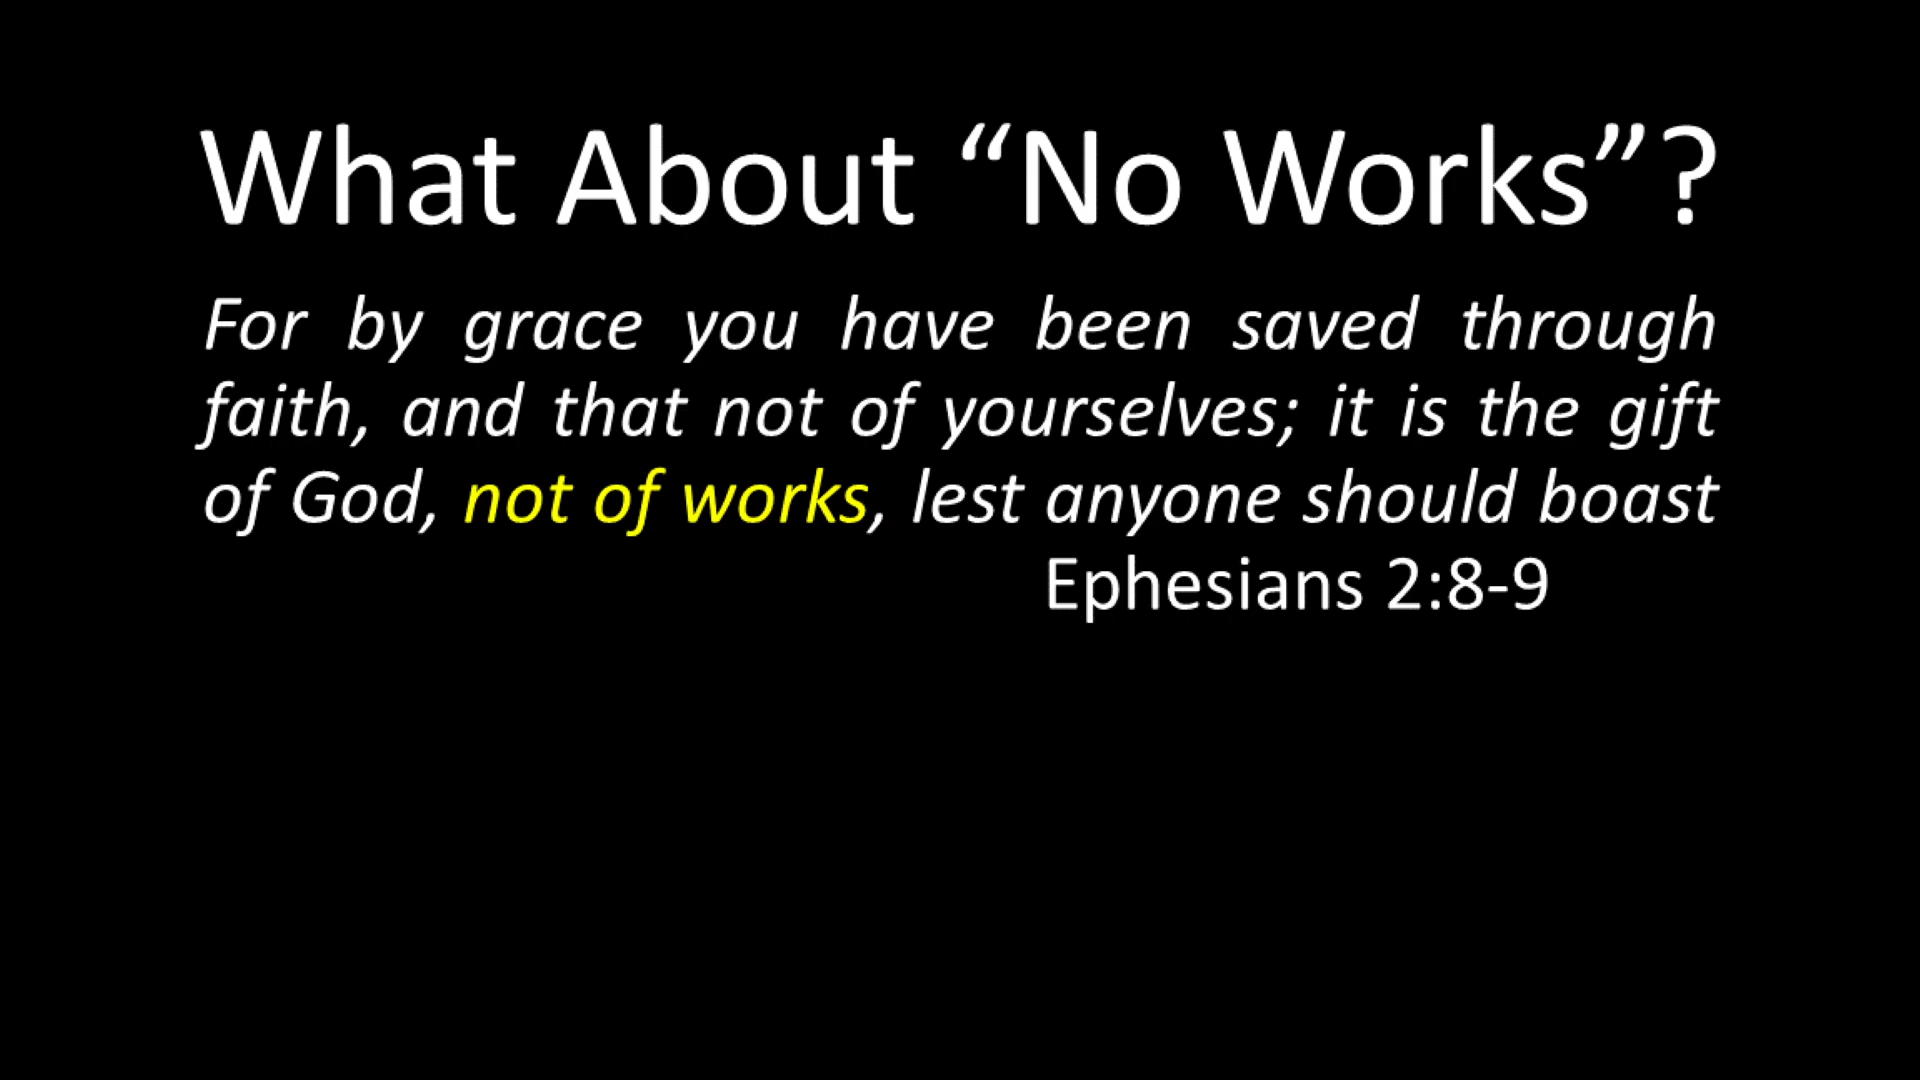 What About “No Works”?
For by grace you have been saved through
faith, and that not of yourselves; it is the gift
of God, not of works, lest anyone should boast
Ephesians 2:8-9